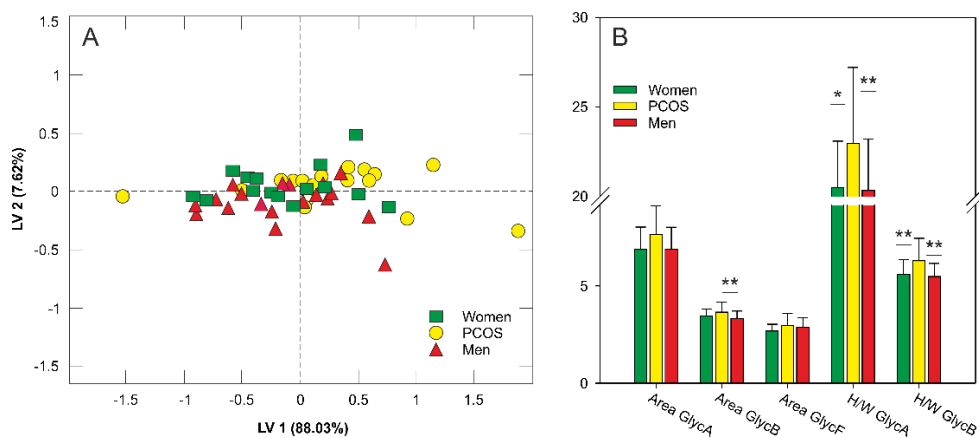 A
1.5
1
0.5
0
-0.5
-1
-1.5
LV 2 (7.62%)
Women
PCOS
Men
-1.5 -1 -0.5 0 0.5 1 1.5
LV 1 (88.03%)
B
30
25
20
5
0
Women
PCOS
Men
* **
**
** **
Area GlycA Area GlycB Area GlycF H/W GlycA H/W GlycB